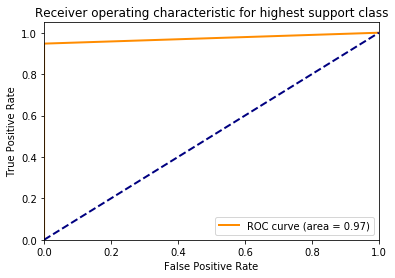 Receiver operating characteristic for highest support class
1.0
0.8
0.6
0.4
0.2
0.0
True Positive Rate
ROC curve (area = 0.97)
0.0 0.2 0.4 0.6 0.8 1.0
False Positive Rate